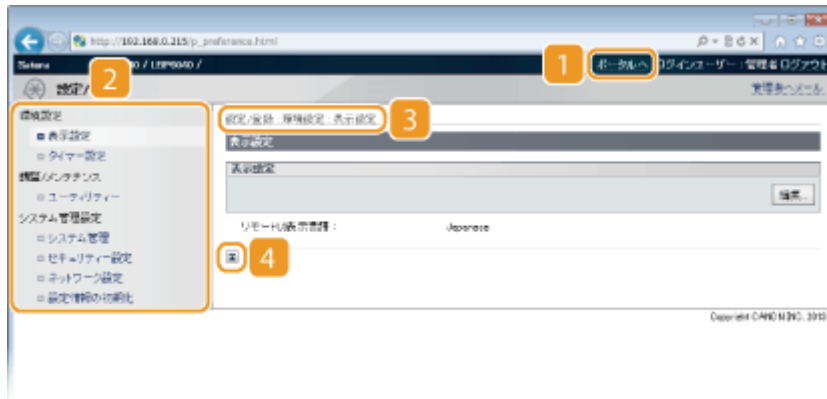 http://192.168.0.215/p_preference.html
Satera / LBP6040 /
1
ポータルへ ログインユーザー: 管理者 ログアウト
設定/
2
管理者へメール
環境設定
表示設定
タイマー設定
調整/メンテナンス
ユーティリティー
システム管理設定
システム管理
セキュリティー設定
ネットワーク設定
設定情報の初期化
設定/登録 : 環境設定 : 表示設定
3
表示設定
表示設定
編集...
リモートUI表示言語 : Japanese
4
Copyright CANON INC. 2013